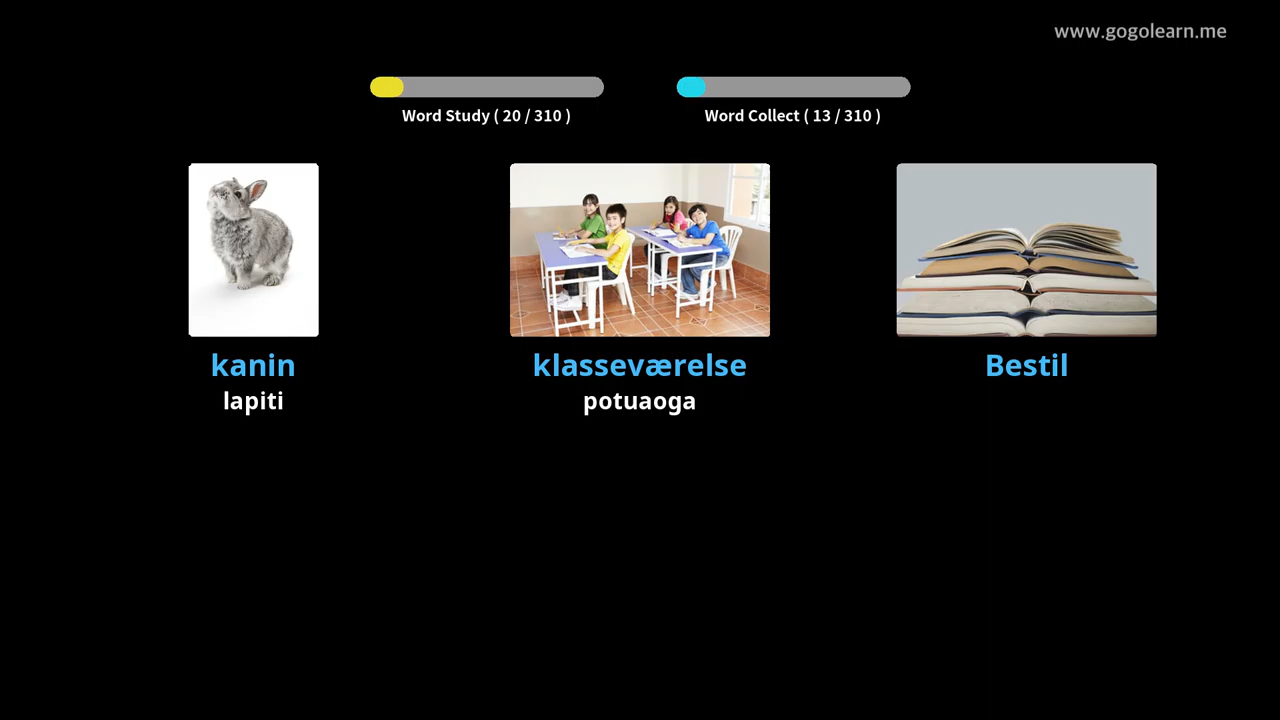 www.gogolearn.me
Word Study ( 20 / 310 )
Word Collect ( 13 / 310 )
kanin
lapiti
klasseværelse
potuaoga
Bestil